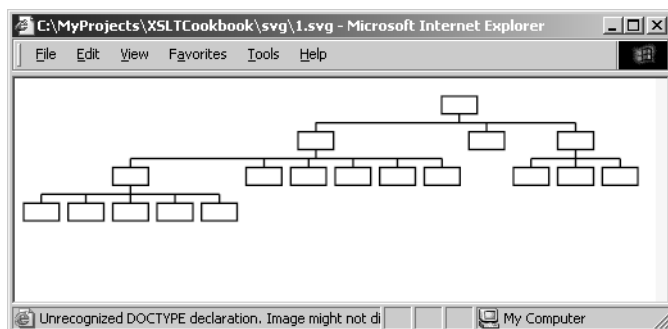 C:\MyProjects\XSLTCookbook\svg\1.svg - Microsoft Internet Explorer
File Edit View Favorites Tools Help
Unrecognized DOCTYPE declaration. Image might not di
My Computer